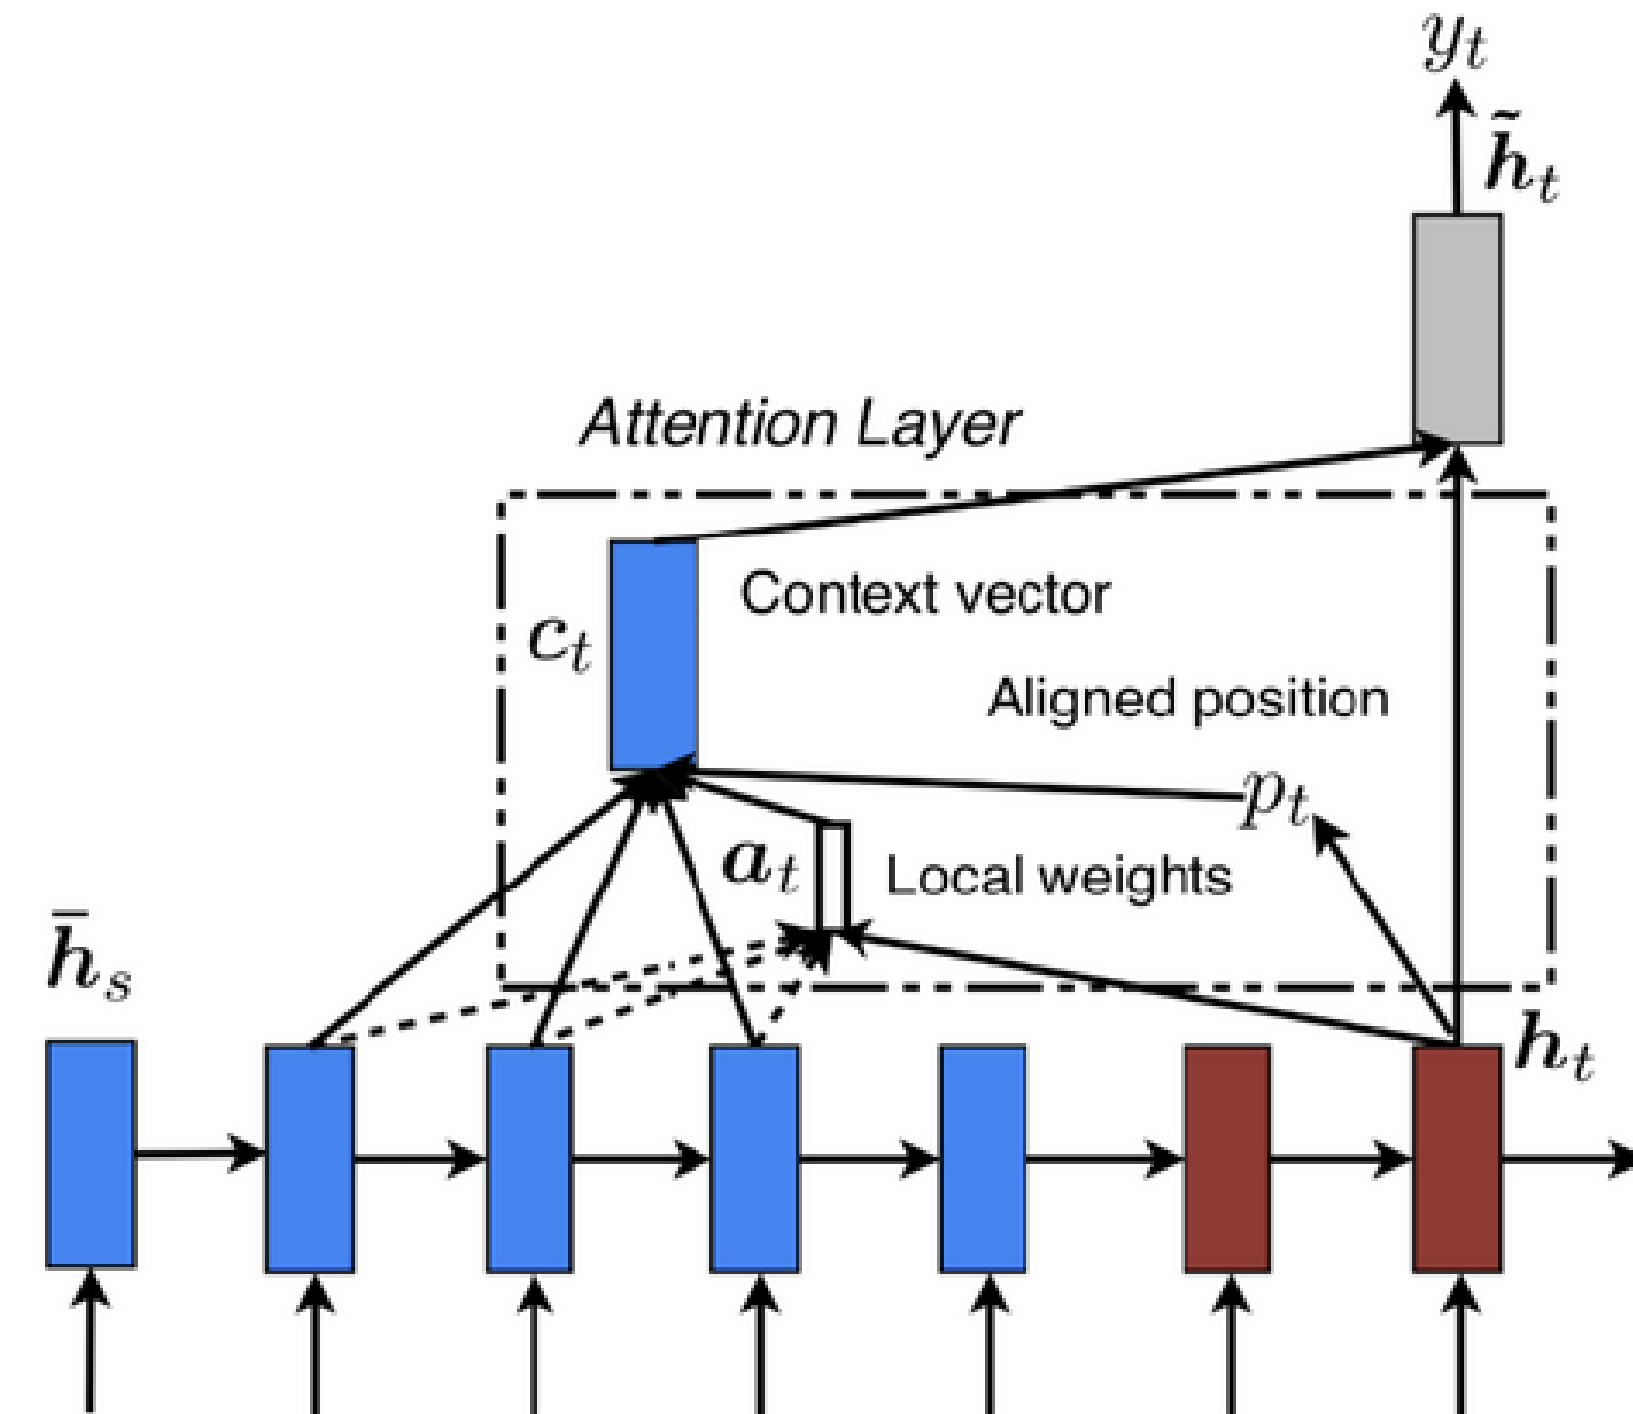 yₜ
h̃ₜ
Attention Layer
Context vector
cₜ
Aligned position
pₜ
aₜ Local weights
h̄ₛ
hₜ